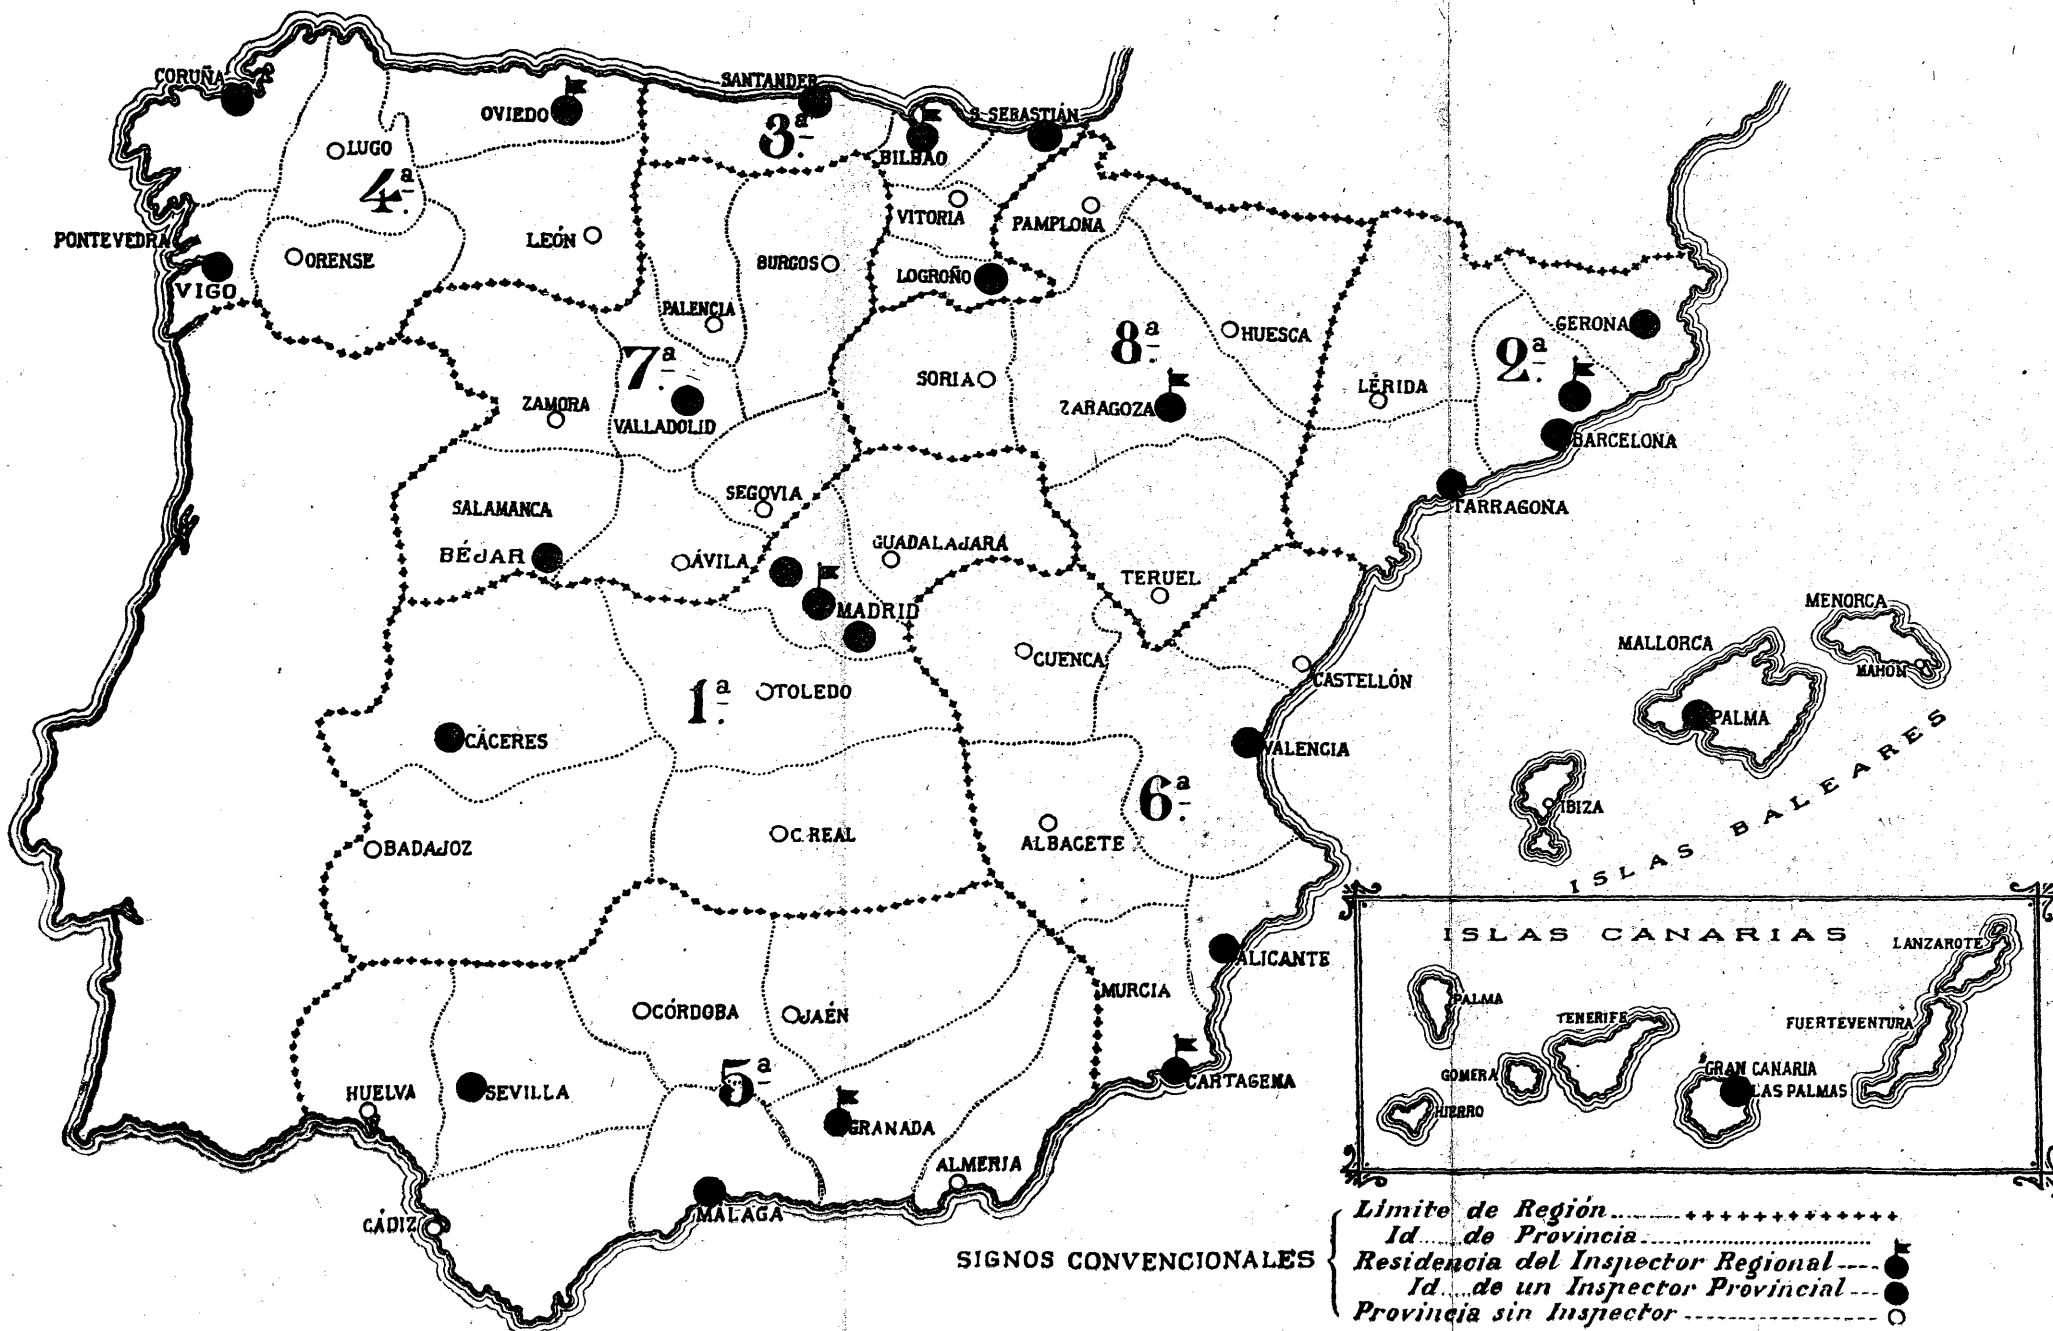 CORUÑA
SANTANDER
OVIEDO
S. SEBASTIÁN
3ª
BILBAO
LUGO
4ª
VITORIA
PAMPLONA
PONTEVEDRA
LEÓN
ORENSE
BURGOS
LOGROÑO
VIGO
PALENCIA
8ª
HUESCA
GERONA
7ª
2ª
SORIA
LÉRIDA
ZAMORA
ZARAGOZA
VALLADOLID
BARCELONA
SEGOVIA
SALAMANCA
TARRAGONA
GUADALAJARA
BÉJAR
ÁVILA
TERUEL
MENORCA
MADRID
MALLORCA
CUENCA
MAHÓN
CASTELLÓN
1ª
TOLEDO
PALMA
CÁCERES
VALENCIA
6ª
IBIZA
ISLAS BALEARES
C. REAL
ALBACETE
BADAJOZ
ISLAS CANARIAS
LANZAROTE
ALICANTE
MURCIA
PALMA
CÓRDOBA
JAÉN
TENERIFE
FUERTEVENTURA
GRAN CANARIA
5ª
GOMERA
CARTAGENA
HUELVA
SEVILLA
LAS PALMAS
HIERRO
GRANADA
ALMERIA
MÁLAGA
CÁDIZ
SIGNOS CONVENCIONALES
Límite de Región
Id. de Provincia
Residencia del Inspector Regional
Id. de un Inspector Provincial
Provincia sin Inspector